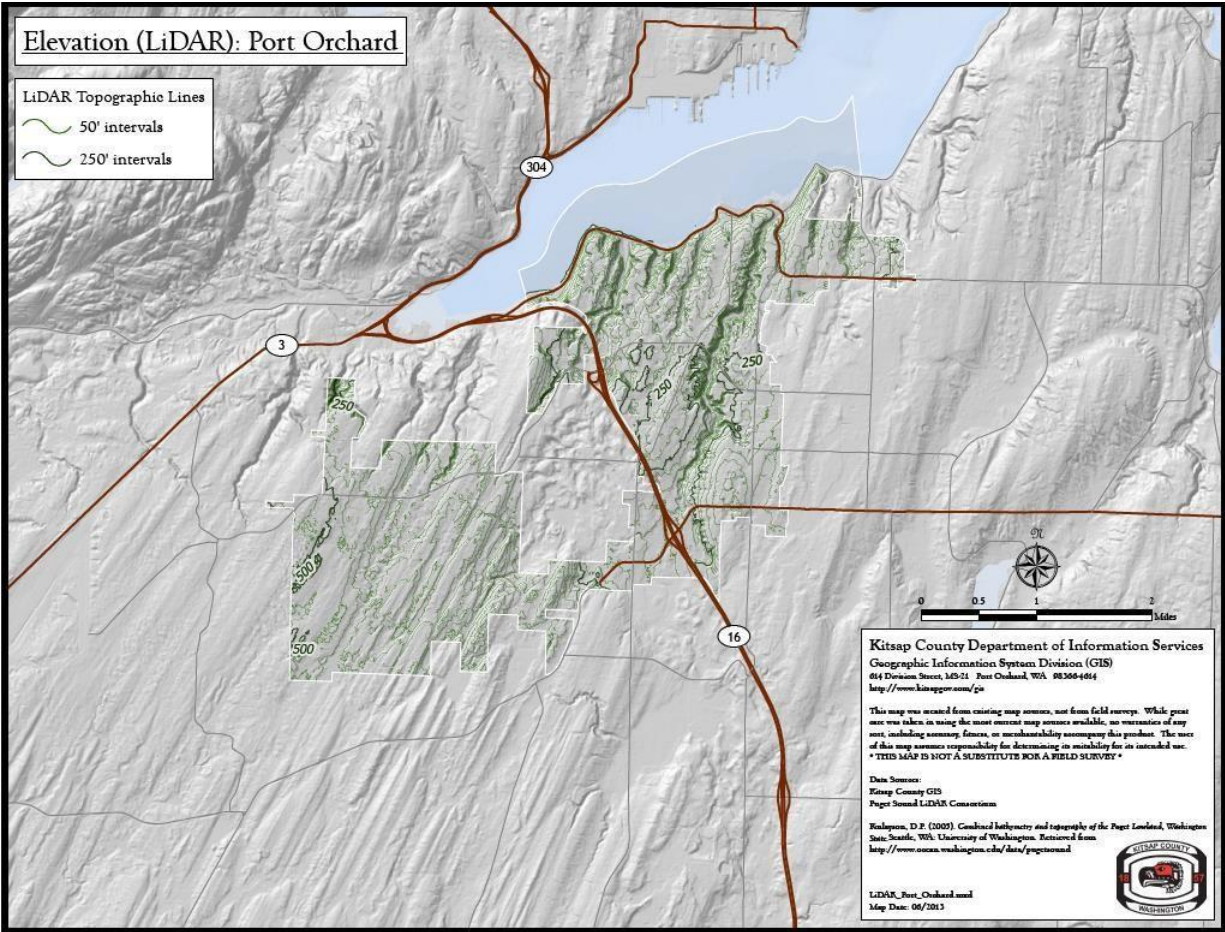 Elevation (LiDAR): Port Orchard
LiDAR Topographic Lines
50' intervals
250' intervals
304
3
250
250
250
500
500
16
N
0 0.5 1 2
Miles
Kitsap County Department of Information Services
Geographic Information System Division (GIS)
614 Division Street, MS-21 Port Orchard, WA 98366-4614
http://www.kitsapgov.com/gis
This map was created from existing map sources, not from field surveys. While great
care was taken in using the most current map sources available, no warranties of any
sort, including accuracy, fitness, or merchantability accompany this product. The user
of this map assumes responsibility for determining its suitability for its intended use.
* THIS MAP IS NOT A SUBSTITUTE FOR A FIELD SURVEY *
Data Sources:
Kitsap County GIS
Puget Sound LiDAR Consortium
Finlayson, D.P. (2005). Combined bathymetry and topography of the Puget Lowland, Washington
State. Seattle, WA: University of Washington. Retrieved from
http://www.ocean.washington.edu/data/pugetsound
LiDAR_Port_Orchard.mxd
Map Date: 06/2013
KITSAP COUNTY
18 57
WASHINGTON